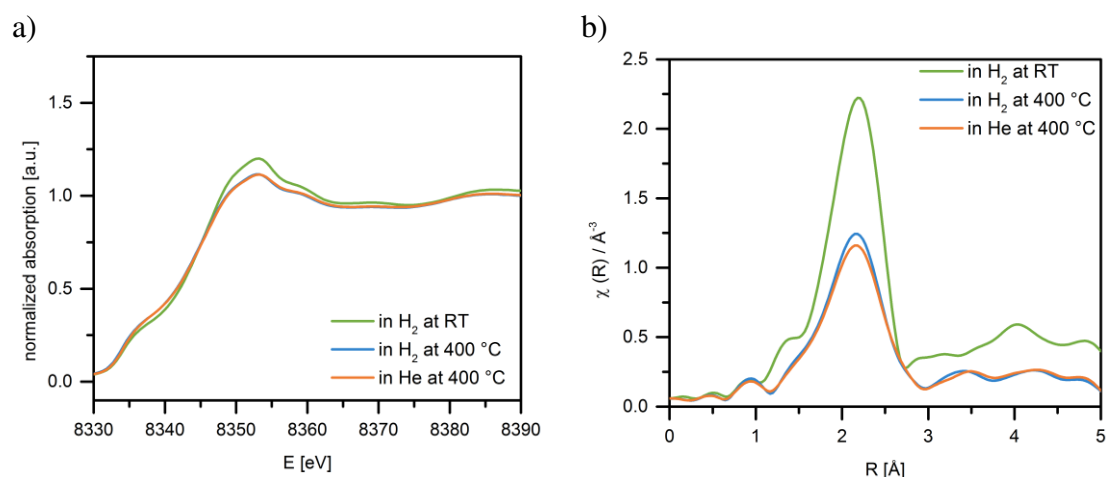 a)
normalized absorption [a.u.]
1.5
1.0
0.5
0.0
in H₂ at RT
in H₂ at 400 °C
in He at 400 °C
8330 8340 8350 8360 8370 8380 8390
E [eV]
b)
χ (R) / Å⁻³
2.5
2.0
1.5
1.0
0.5
0.0
in H₂ at RT
in H₂ at 400 °C
in He at 400 °C
0 1 2 3 4 5
R [Å]